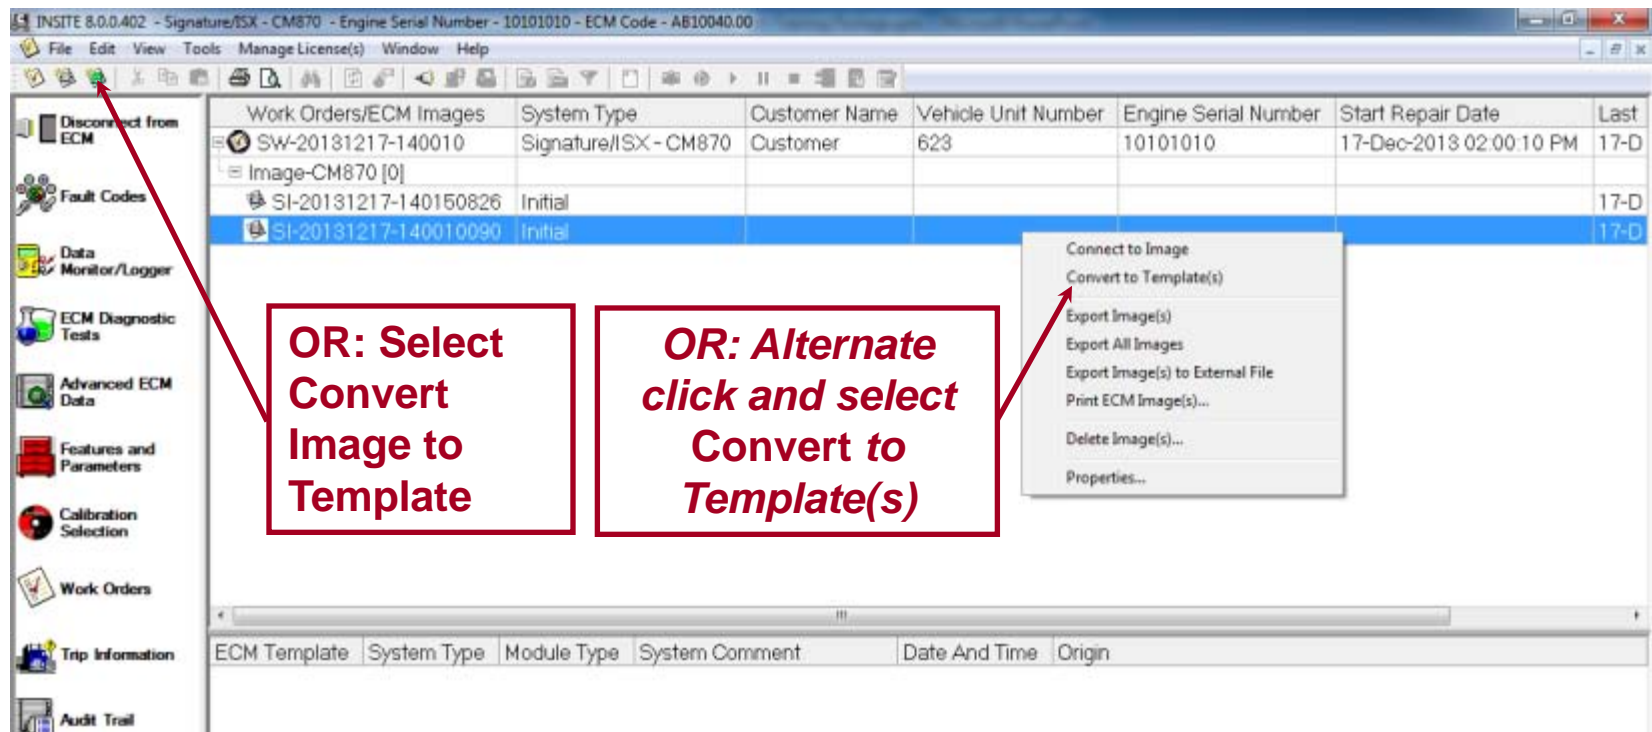 INSITE 8.0.0.402 - Signature/ISX - CM870 - Engine Serial Number - 10101010 - ECM Code - AB10040.00
File Edit View Tools Manage License(s) Window Help
Disconnect from
ECM
Fault Codes
Data
Monitor/Logger
ECM Diagnostic
Tests
Advanced ECM
Data
Features and
Parameters
Calibration
Selection
Work Orders
Trip Information
Audit Trail
Work Orders/ECM Images System Type Customer Name Vehicle Unit Number Engine Serial Number Start Repair Date Last
SW-20131217-140010 Signature/ISX - CM870 Customer 623 10101010 17-Dec-2013 02:00:10 PM 17-D
Image-CM870 [0]
SI-20131217-140150826 Initial 17-D
SI-20131217-140010090 Initial 17-D
Connect to Image
Convert to Template(s)
Export Image(s)
Export All Images
Export Image(s) to External File
Print ECM Image(s)...
Delete Image(s)...
Properties...
OR: Select
Convert
Image to
Template
OR: Alternate
click and select
Convert to
Template(s)
ECM Template System Type Module Type System Comment Date And Time Origin